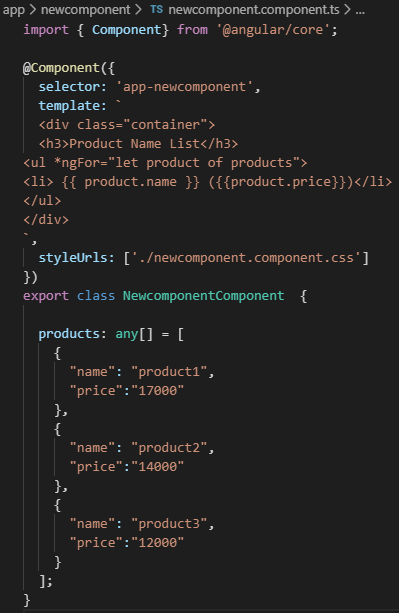 app > newcomponent > TS newcomponent.component.ts > ...
import { Component} from '@angular/core';
@Component({
  selector: 'app-newcomponent',
  template: `
  <div class="container">
  <h3>Product Name List</h3>
<ul *ngFor="let product of products">
<li> {{ product.name }} ({{product.price}})</li>
</ul>
</div>
`,
  styleUrls: ['./newcomponent.component.css']
})
export class NewcomponentComponent  {
  products: any[] = [
    {
      "name": "product1",
      "price":"17000"
    },
    {
      "name": "product2",
      "price":"14000"
    },
    {
      "name": "product3",
      "price":"12000"
    }
  ];
}